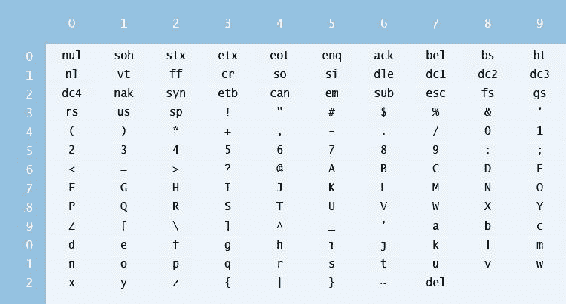 0 1 2 3 4 5 6 7 8 9
0 nul soh stx etx eot enq ack bel bs ht
1 nl vt ff cr so si dle dc1 dc2 dc3
2 dc4 nak syn etb can em sub esc fs gs
3 rs us sp ! " # $ % & '
4 ( ) * + , - . / 0 1
5 2 3 4 5 6 7 8 9 : ;
6 < = > ? @ A B C D E
7 F G H I J K L M N O
8 P Q R S T U V W X Y
9 Z [ \ ] ^ _ ’ a b c
0 d e f g h i j k l m
1 n o p q r s t u v w
2 x y z { | } ~ del